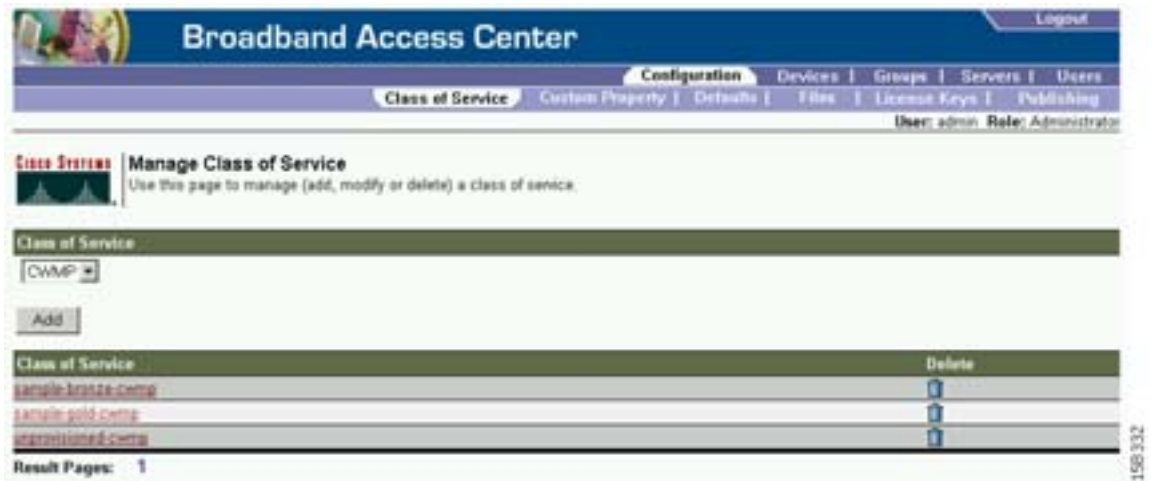 Logout
Broadband Access Center
Configuration Devices | Groups | Servers | Users
Class of Service Custom Property | Defaults | Files | License Keys | Publishing
User: admin Role: Administrator
CISCO SYSTEMS
Manage Class of Service
Use this page to manage (add, modify or delete) a class of service.
Class of Service
CWMP
Add
Class of Service Delete
sample-bronze-cwmp
sample-gold-cwmp
unprovisioned-cwmp
Result Pages: 1
158332